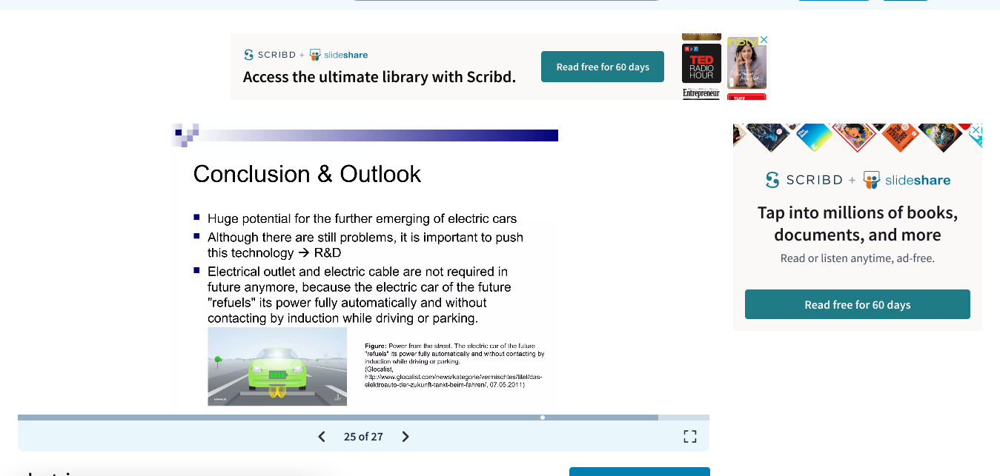 SCRIBD + slideshare
Access the ultimate library with Scribd.
Read free for 60 days
TED
RADIO
HOUR
InStyle
Entrepreneur
Conclusion & Outlook
Huge potential for the further emerging of electric cars
Although there are still problems, it is important to push
this technology → R&D
Electrical outlet and electric cable are not required in
future anymore, because the electric car of the future
"refuels" its power fully automatically and without
contacting by induction while driving or parking.
Figure: Power from the street. The electric car of the future
"refuels" its power fully automatically and without contacting by
induction while driving or parking.
(Glocalist,
http://www.glocalist.com/news/kategorie/vermischtes/titel/das-
elektroauto-der-zukunft-tankt-beim-fahren/, 07.05.2011)
25 of 27
SCRIBD + slideshare
Tap into millions of books,
documents, and more
Read or listen anytime, ad-free.
Read free for 60 days